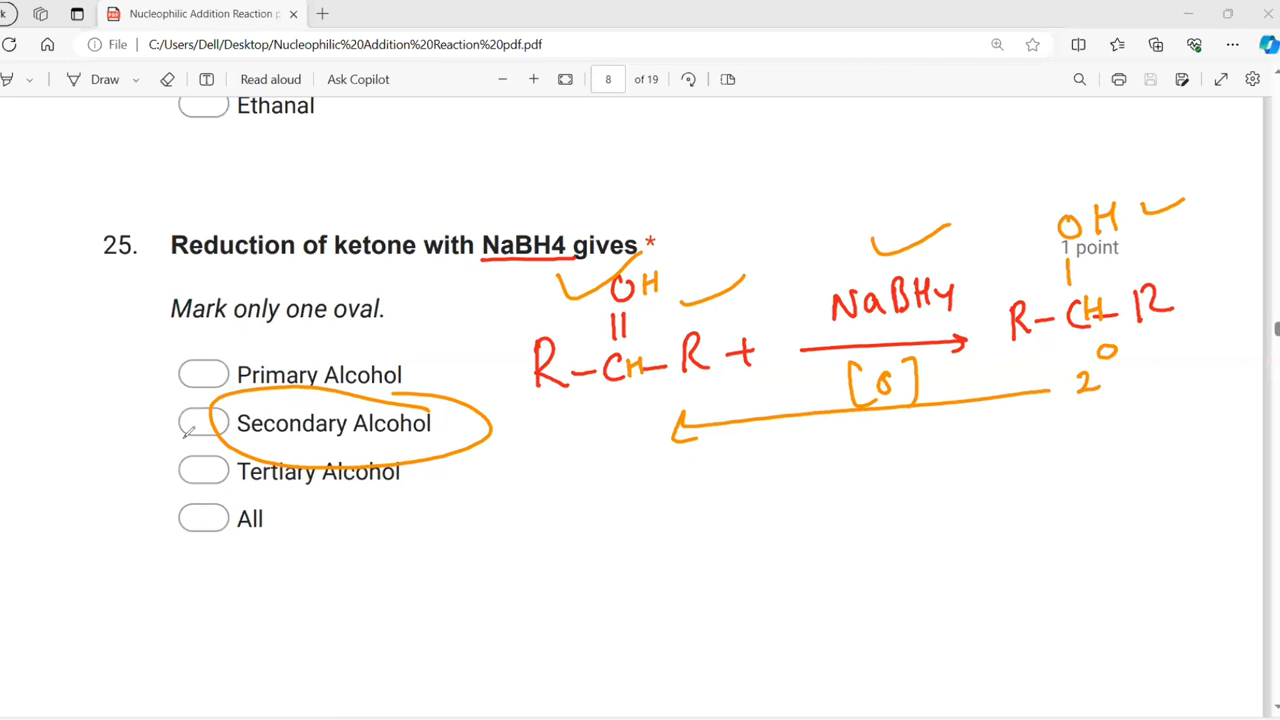 Nucleophilic Addition Reaction p
File
C:/Users/Dell/Desktop/Nucleophilic%20Addition%20Reaction%20pdf.pdf
Draw
Read aloud
Ask Copilot
8 of 19
Ethanal
25. Reduction of ketone with NaBH4 gives *
1 point
OH
OH
NaBH4
R-CH-R +
R-CH-R
[o]
2o
Mark only one oval.
Primary Alcohol
Secondary Alcohol
Tertiary Alcohol
All